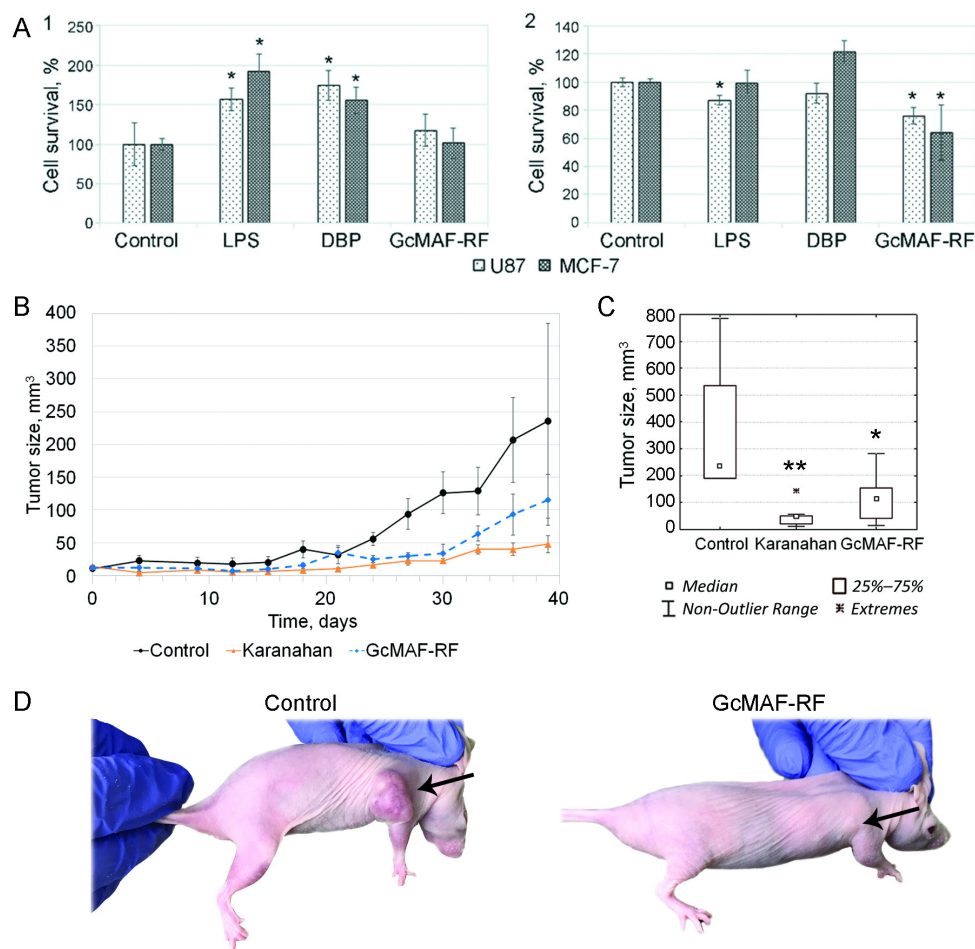 A
1
Cell survival, %
250
200
150
100
50
0
* * * *
Control LPS DBP GcMAF-RF
2
Cell survival, %
140
120
100
80
60
40
20
0
* * *
Control LPS DBP GcMAF-RF
U87 MCF-7
B
Tumor size, mm³
400
350
300
250
200
150
100
50
0
0 10 20 30 40
Time, days
Control Karanahan GcMAF-RF
C
Tumor size, mm³
800
700
600
500
400
300
200
100
0
** *
Control Karanahan GcMAF-RF
Median 25%–75%
Non-Outlier Range Extremes
D
Control GcMAF-RF